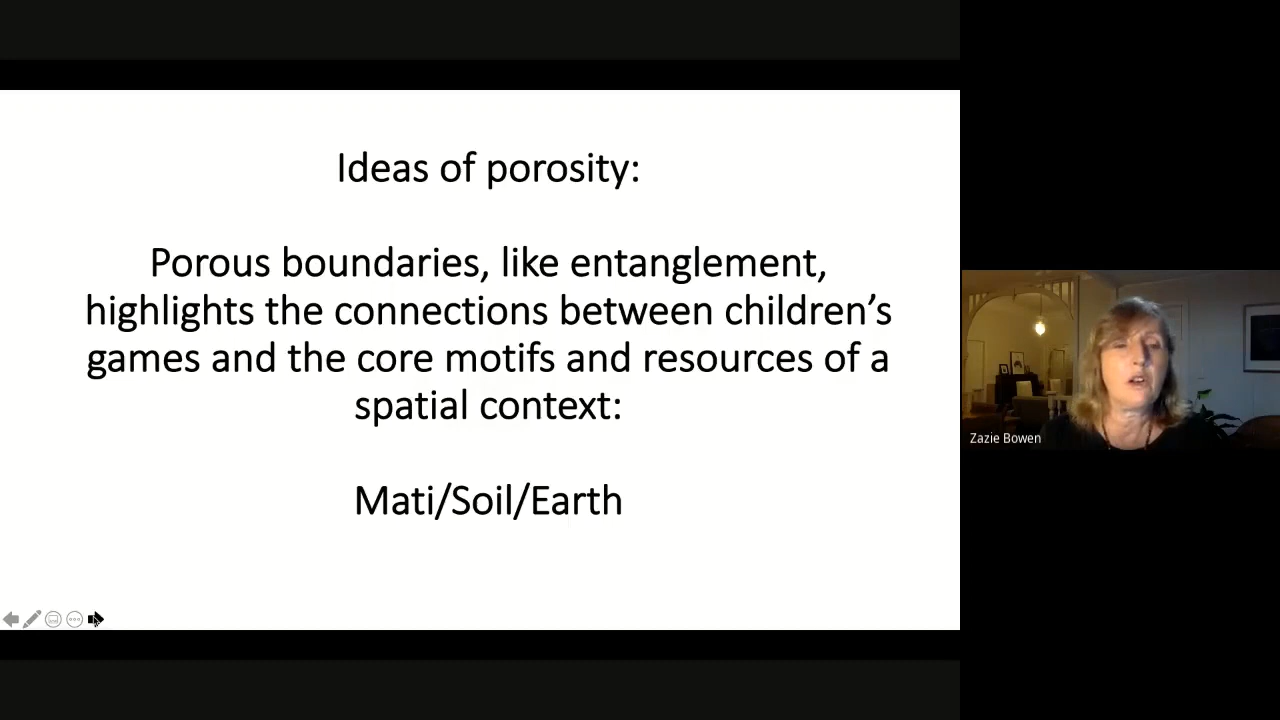 Ideas of porosity:
Porous boundaries, like entanglement,
highlights the connections between children’s
games and the core motifs and resources of a
spatial context:
Mati/Soil/Earth
Zazie Bowen